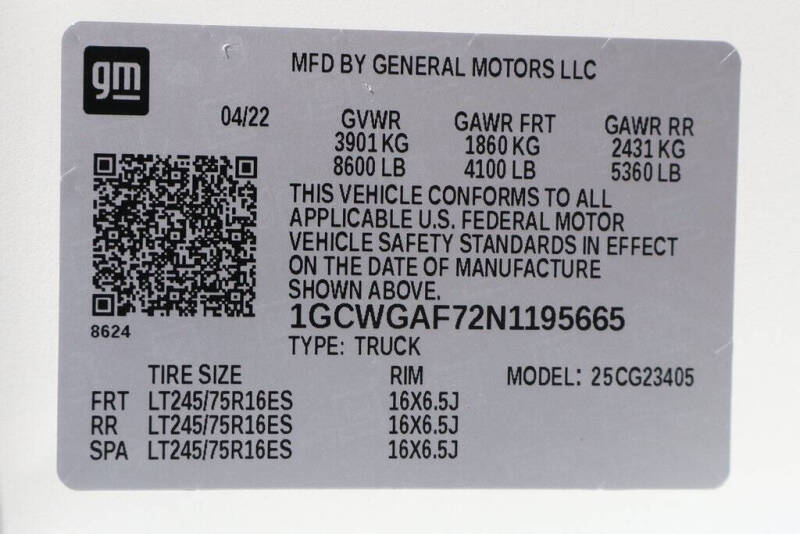 gm
MFD BY GENERAL MOTORS LLC
04/22 GVWR GAWR FRT GAWR RR
3901 KG 1860 KG 2431 KG
8600 LB 4100 LB 5360 LB
THIS VEHICLE CONFORMS TO ALL
APPLICABLE U.S. FEDERAL MOTOR
VEHICLE SAFETY STANDARDS IN EFFECT
ON THE DATE OF MANUFACTURE
SHOWN ABOVE.
1GCWGAF72N1195665
8624
TYPE: TRUCK
TIRE SIZE RIM MODEL: 25CG23405
FRT LT245/75R16ES 16X6.5J
RR LT245/75R16ES 16X6.5J
SPA LT245/75R16ES 16X6.5J